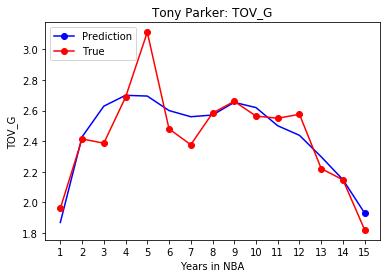 Tony Parker: TOV_G
Prediction
True
TOV_G
3.0
2.8
2.6
2.4
2.2
2.0
1.8
1 2 3 4 5 6 7 8 9 10 11 12 13 14 15
Years in NBA